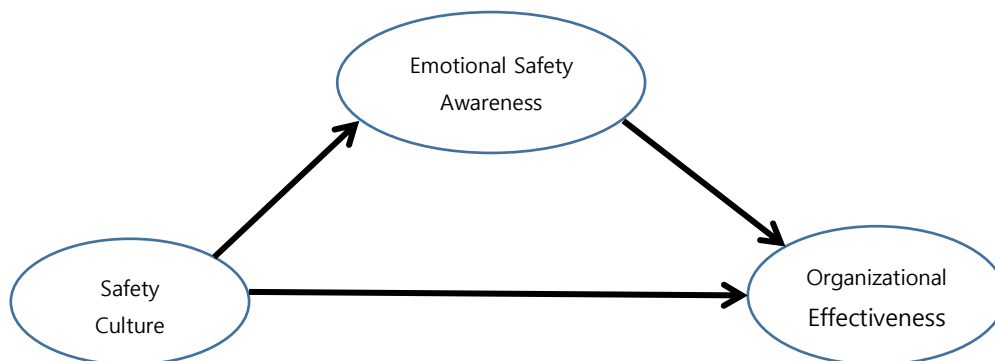 Emotional Safety
Awareness
Safety
Culture
Organizational
Effectiveness